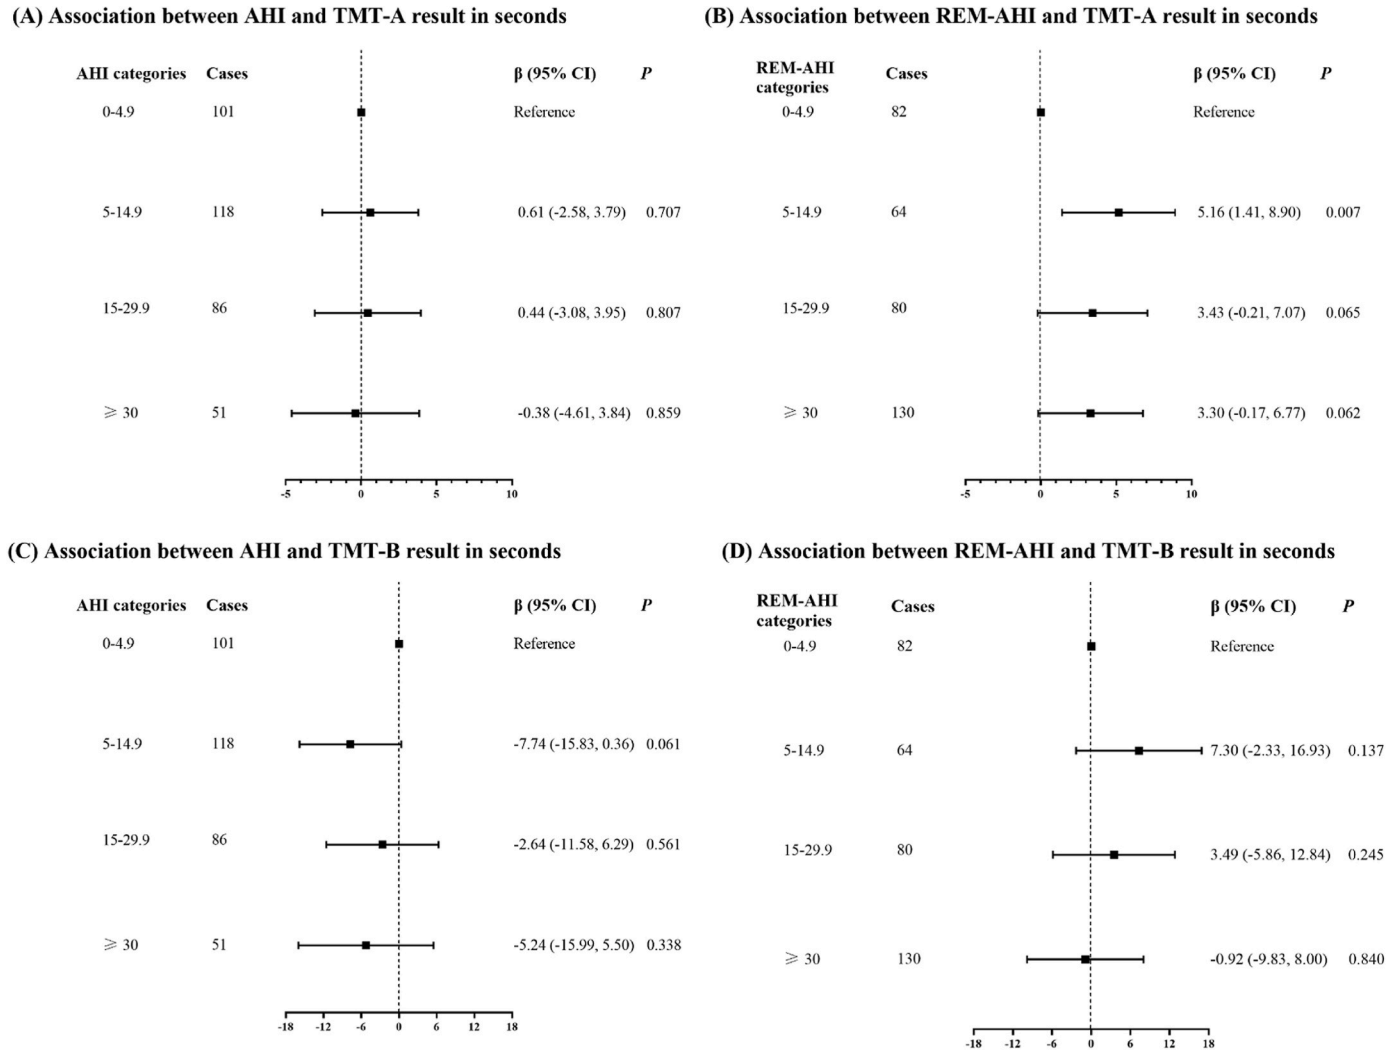 (A) Association between AHI and TMT-A result in seconds
AHI categories Cases β (95% CI) P
0-4.9 101 Reference
5-14.9 118 0.61 (-2.58, 3.79) 0.707
15-29.9 86 0.44 (-3.08, 3.95) 0.807
⩾ 30 51 -0.38 (-4.61, 3.84) 0.859
-5 0 5 10
(B) Association between REM-AHI and TMT-A result in seconds
REM-AHI
categories Cases β (95% CI) P
0-4.9 82 Reference
5-14.9 64 5.16 (1.41, 8.90) 0.007
15-29.9 80 3.43 (-0.21, 7.07) 0.065
⩾ 30 130 3.30 (-0.17, 6.77) 0.062
-5 0 5 10
(C) Association between AHI and TMT-B result in seconds
AHI categories Cases β (95% CI) P
0-4.9 101 Reference
5-14.9 118 -7.74 (-15.83, 0.36) 0.061
15-29.9 86 -2.64 (-11.58, 6.29) 0.561
⩾ 30 51 -5.24 (-15.99, 5.50) 0.338
-18 -12 -6 0 6 12 18
(D) Association between REM-AHI and TMT-B result in seconds
REM-AHI
categories Cases β (95% CI) P
0-4.9 82 Reference
5-14.9 64 7.30 (-2.33, 16.93) 0.137
15-29.9 80 3.49 (-5.86, 12.84) 0.245
⩾ 30 130 -0.92 (-9.83, 8.00) 0.840
-18 -12 -6 0 6 12 18